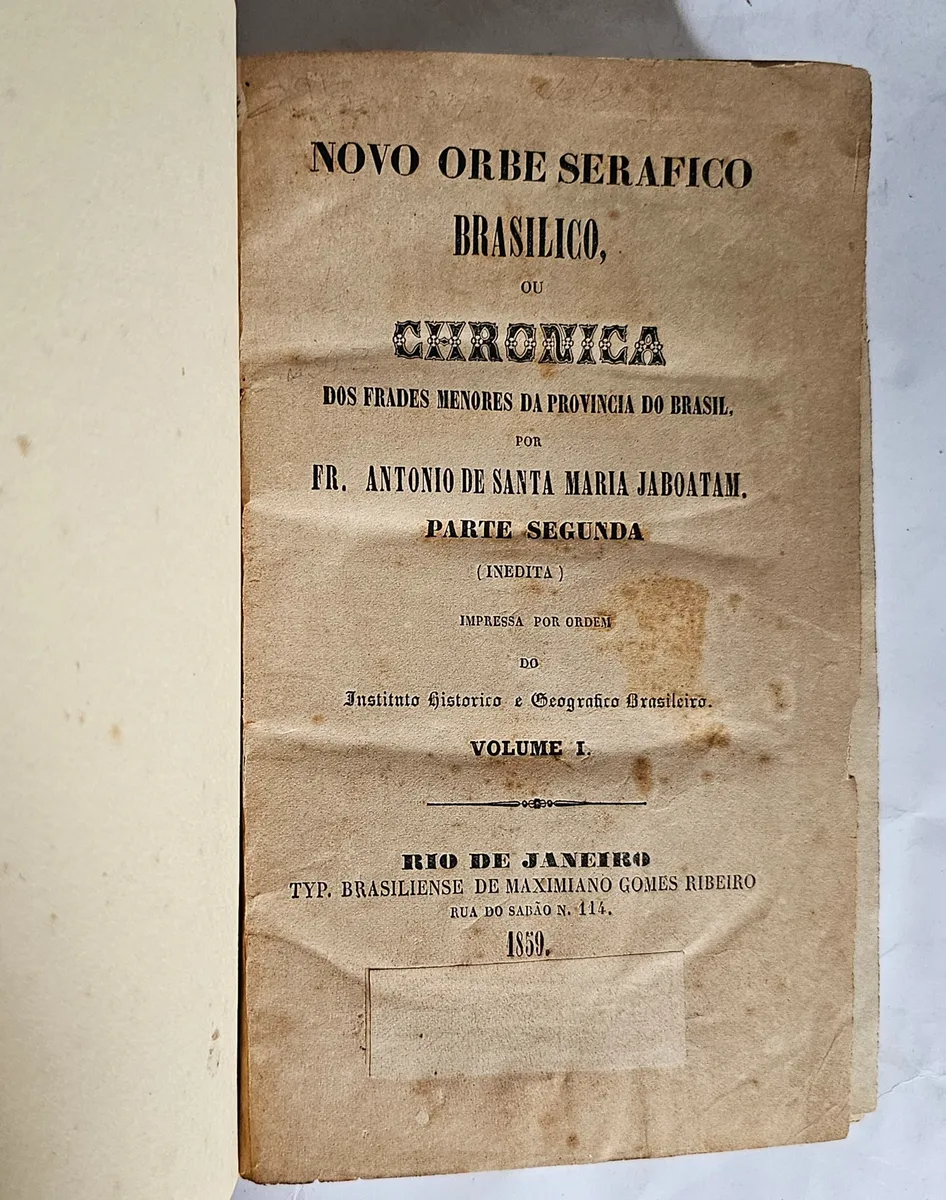 NOVO ORBE SERAFICO
BRASILICO,
OU
CHRONICA
DOS FRADES MENORES DA PROVINCIA DO BRASIL,
POR
FR. ANTONIO DE SANTA MARIA JABOATAM.
PARTE SEGUNDA
(INEDITA)
IMPRESSA POR ORDEM
DO
Instituto Historico e Geografico Brasileiro.
VOLUME I.
RIO DE JANEIRO
TYP. BRASILIENSE DE MAXIMIANO GOMES RIBEIRO
RUA DO SABÃO N. 114.
1859.